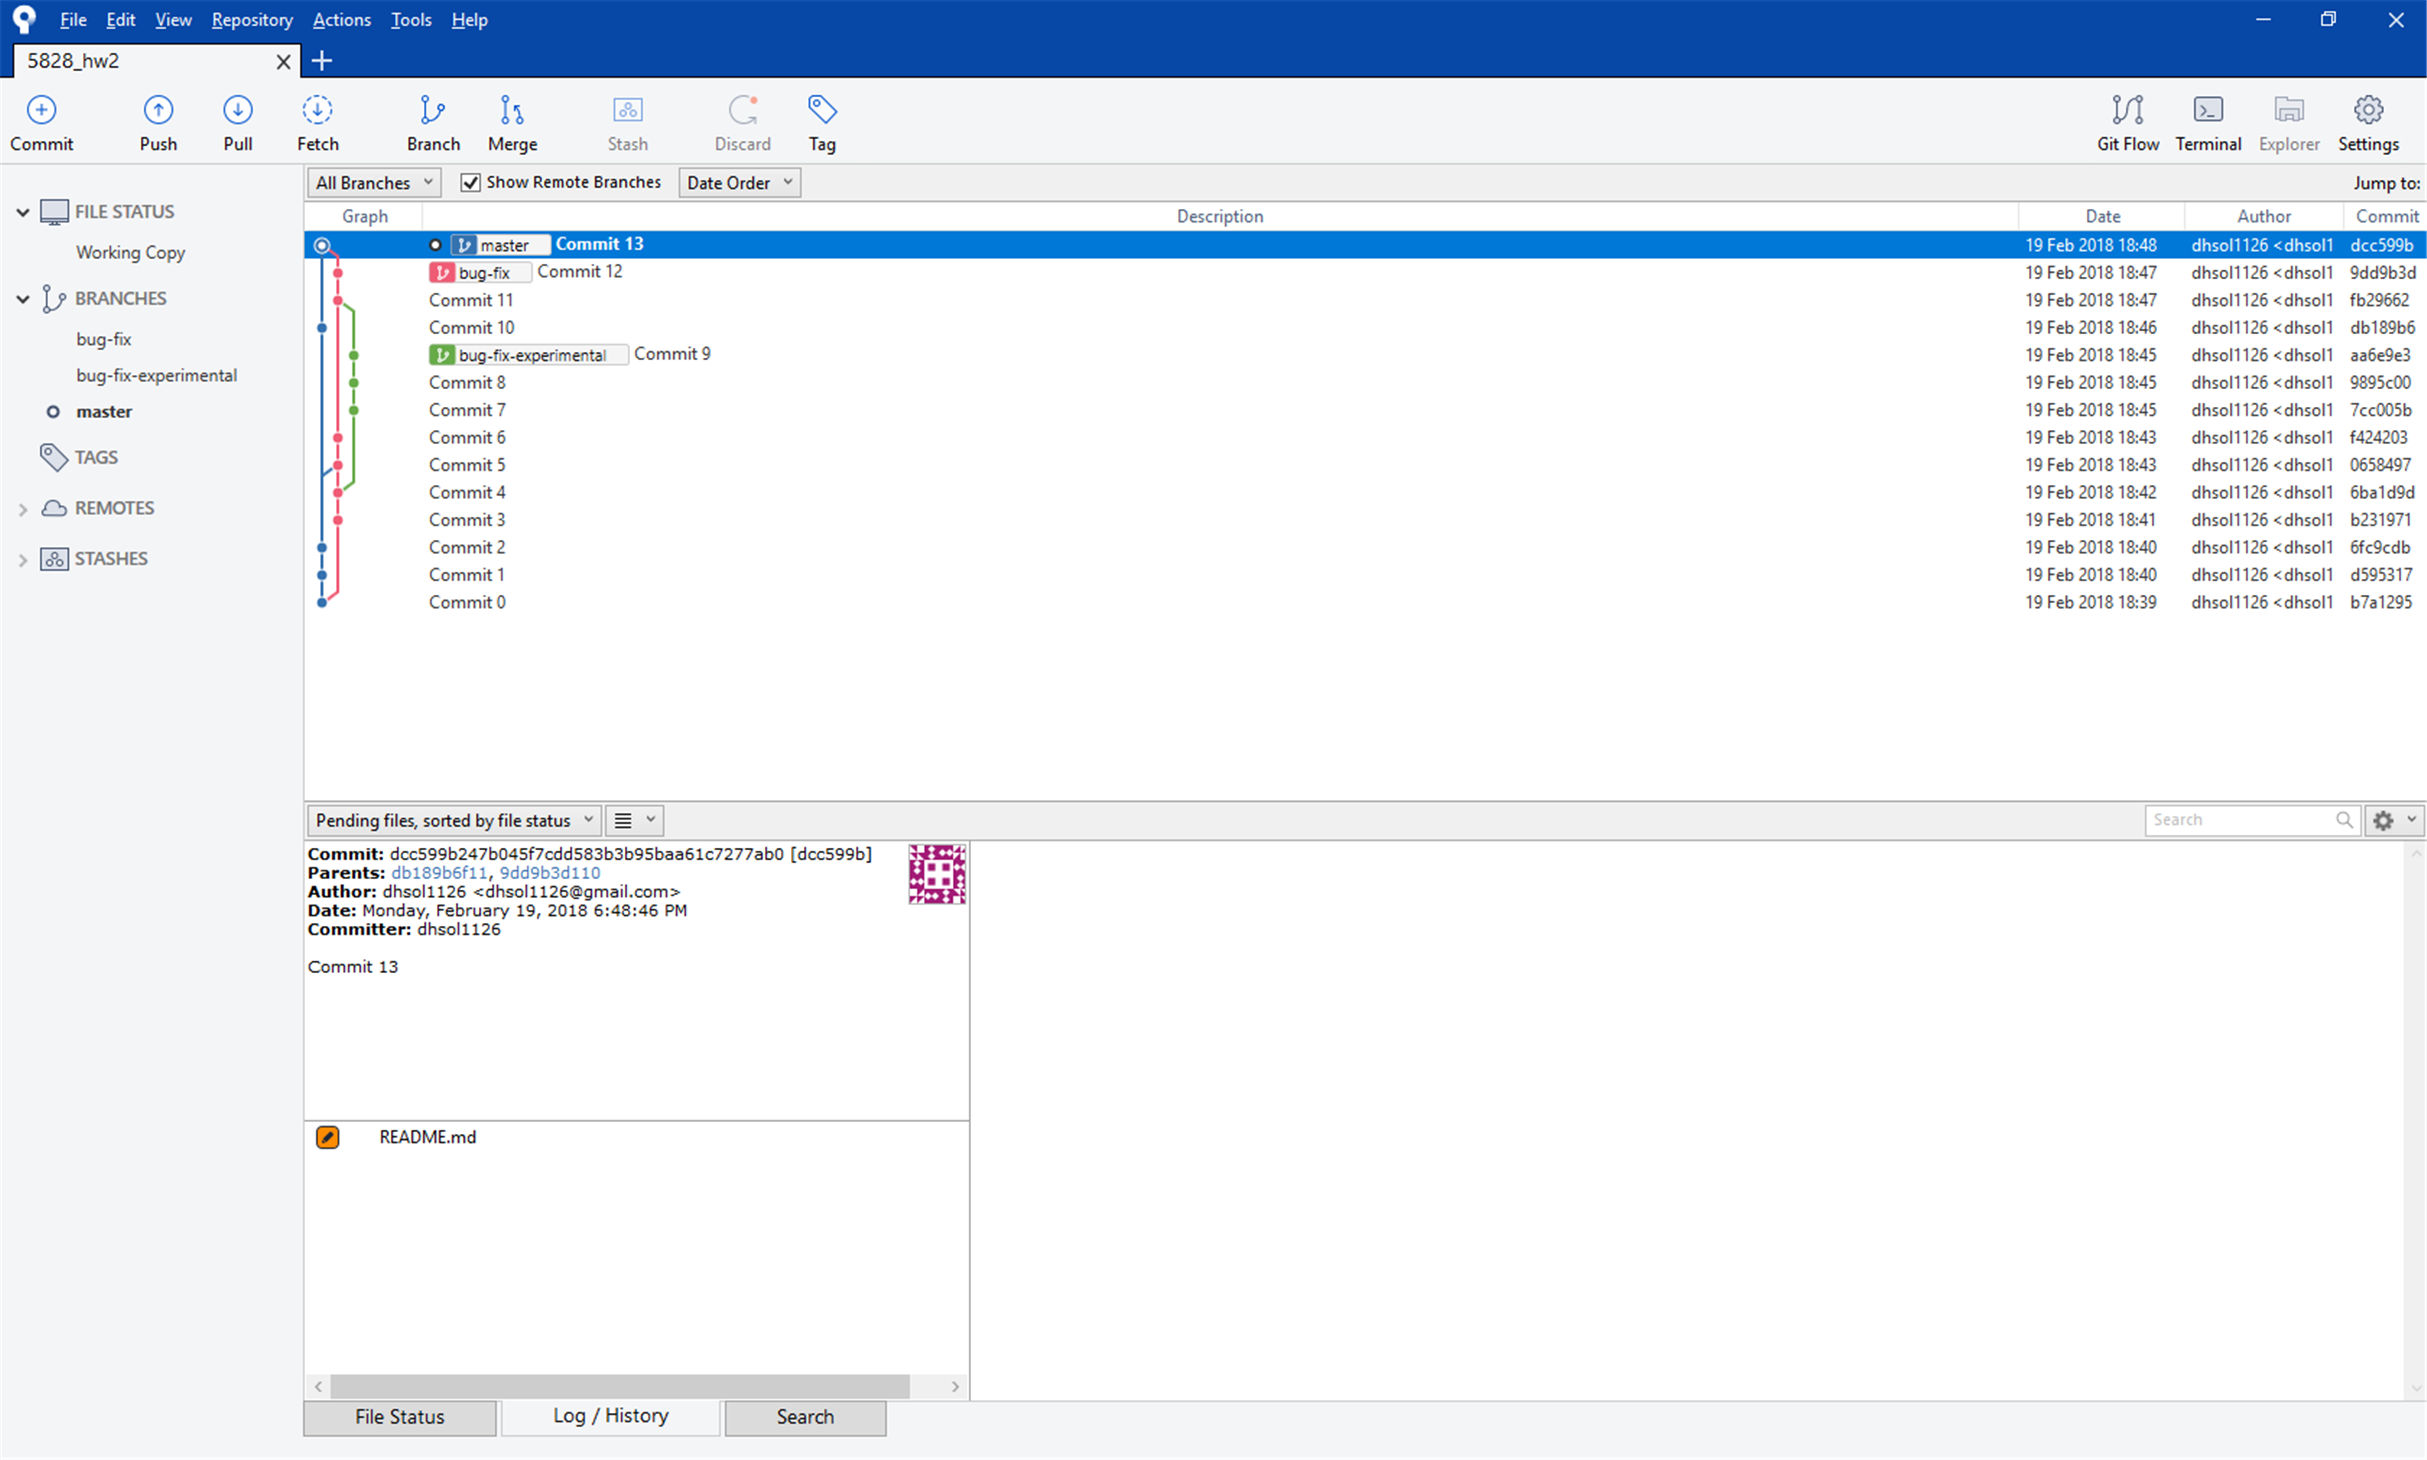 File Edit View Repository Actions Tools Help
5828_hw2
Commit Push Pull Fetch Branch Merge Stash Discard Tag Git Flow Terminal Explorer Settings
All Branches Show Remote Branches Date Order Jump to:
FILE STATUS
Working Copy
BRANCHES
bug-fix
bug-fix-experimental
master
TAGS
REMOTES
STASHES
Graph Description Date Author Commit
master Commit 13 19 Feb 2018 18:48 dhsol1126 <dhsol1 dcc599b
bug-fix Commit 12 19 Feb 2018 18:47 dhsol1126 <dhsol1 9dd9b3d
Commit 11 19 Feb 2018 18:47 dhsol1126 <dhsol1 fb29662
Commit 10 19 Feb 2018 18:46 dhsol1126 <dhsol1 db189b6
bug-fix-experimental Commit 9 19 Feb 2018 18:45 dhsol1126 <dhsol1 aa6e9e3
Commit 8 19 Feb 2018 18:45 dhsol1126 <dhsol1 9895c00
Commit 7 19 Feb 2018 18:45 dhsol1126 <dhsol1 7cc005b
Commit 6 19 Feb 2018 18:43 dhsol1126 <dhsol1 f424203
Commit 5 19 Feb 2018 18:43 dhsol1126 <dhsol1 0658497
Commit 4 19 Feb 2018 18:42 dhsol1126 <dhsol1 6ba1d9d
Commit 3 19 Feb 2018 18:41 dhsol1126 <dhsol1 b231971
Commit 2 19 Feb 2018 18:40 dhsol1126 <dhsol1 6fc9cdb
Commit 1 19 Feb 2018 18:40 dhsol1126 <dhsol1 d595317
Commit 0 19 Feb 2018 18:39 dhsol1126 <dhsol1 b7a1295
Pending files, sorted by file status Search
Commit: dcc599b247b045f7cdd583b3b95baa61c7277ab0 [dcc599b]
Parents: db189b6f11, 9dd9b3d110
Author: dhsol1126 <dhsol1126@gmail.com>
Date: Monday, February 19, 2018 6:48:46 PM
Committer: dhsol1126
Commit 13
README.md
File Status Log / History Search